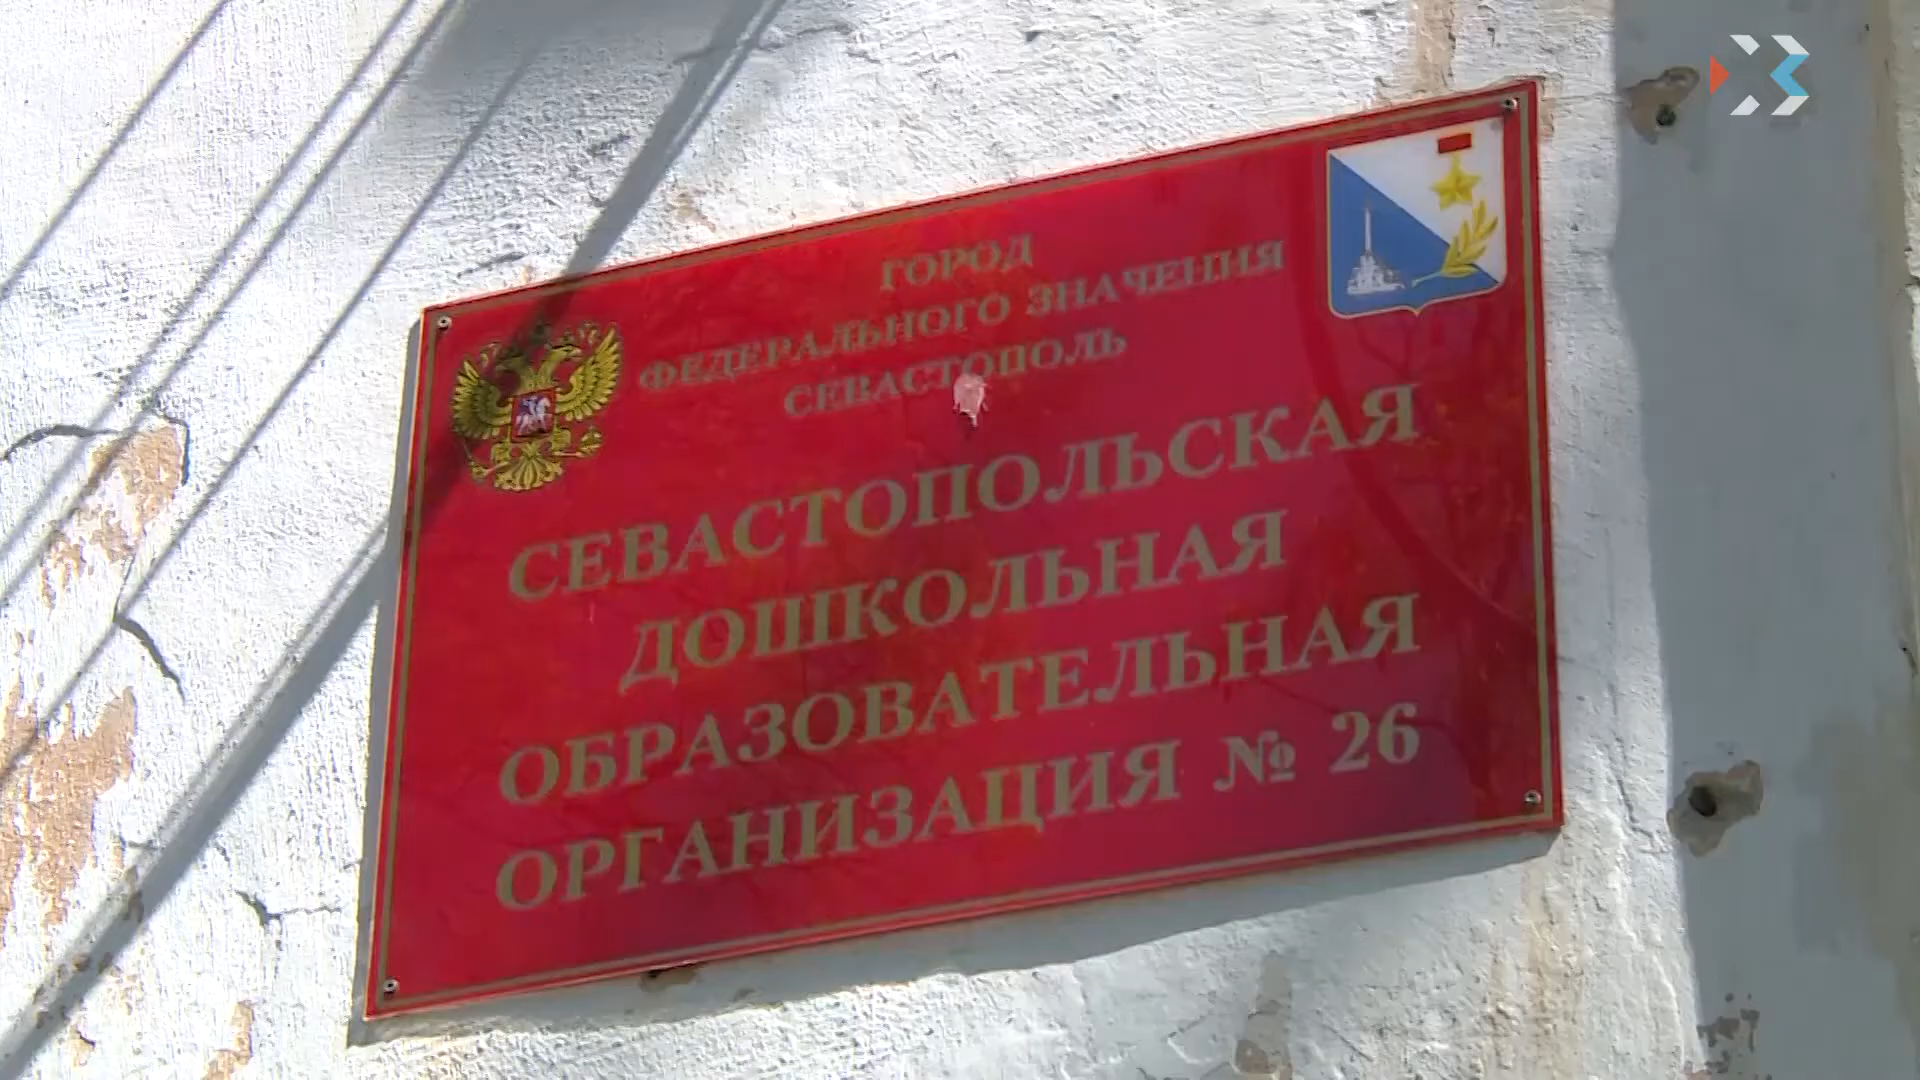 ГОРОД
ФЕДЕРАЛЬНОГО ЗНАЧЕНИЯ
СЕВАСТОПОЛЬ
СЕВАСТОПОЛЬСКАЯ
ДОШКОЛЬНАЯ
ОБРАЗОВАТЕЛЬНАЯ
ОРГАНИЗАЦИЯ № 26